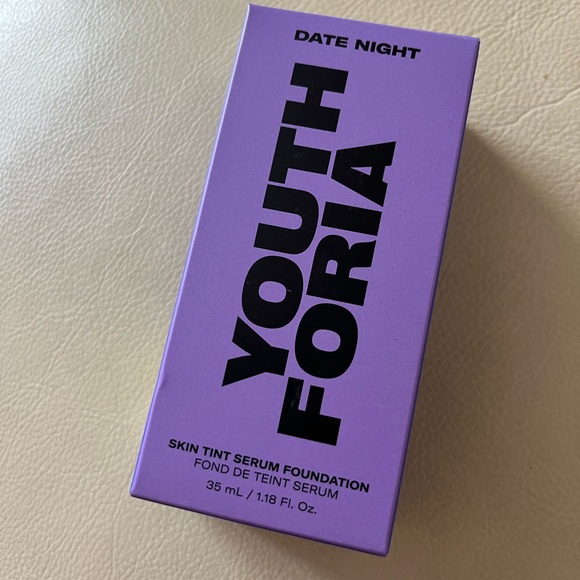 DATE NIGHT
YOUTH
FORIA
SKIN TINT SERUM FOUNDATION
FOND DE TEINT SERUM
35 mL / 1.18 Fl. Oz.